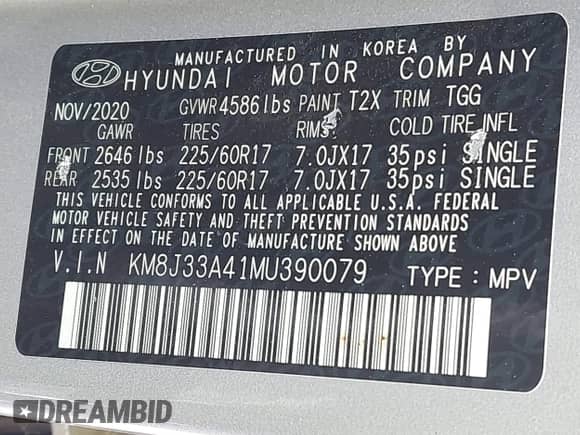 MANUFACTURED IN KOREA BY
HYUNDAI MOTOR COMPANY
NOV/2020 GVWR 4586 lbs PAINT T2X TRIM TGG
GAWR TIRES RIMS COLD TIRE INFL
FRONT 2646 lbs 225/60R17 7.0JX17 35psi SINGLE
REAR 2535 lbs 225/60R17 7.0JX17 35psi SINGLE
THIS VEHICLE CONFORMS TO ALL APPLICABLE U.S.A. FEDERAL
MOTOR VEHICLE SAFETY AND THEFT PREVENTION STANDARDS
IN EFFECT ON THE DATE OF MANUFACTURE SHOWN ABOVE.
V.I.N KM8J33A41MU390079 TYPE : MPV
DREAMBID